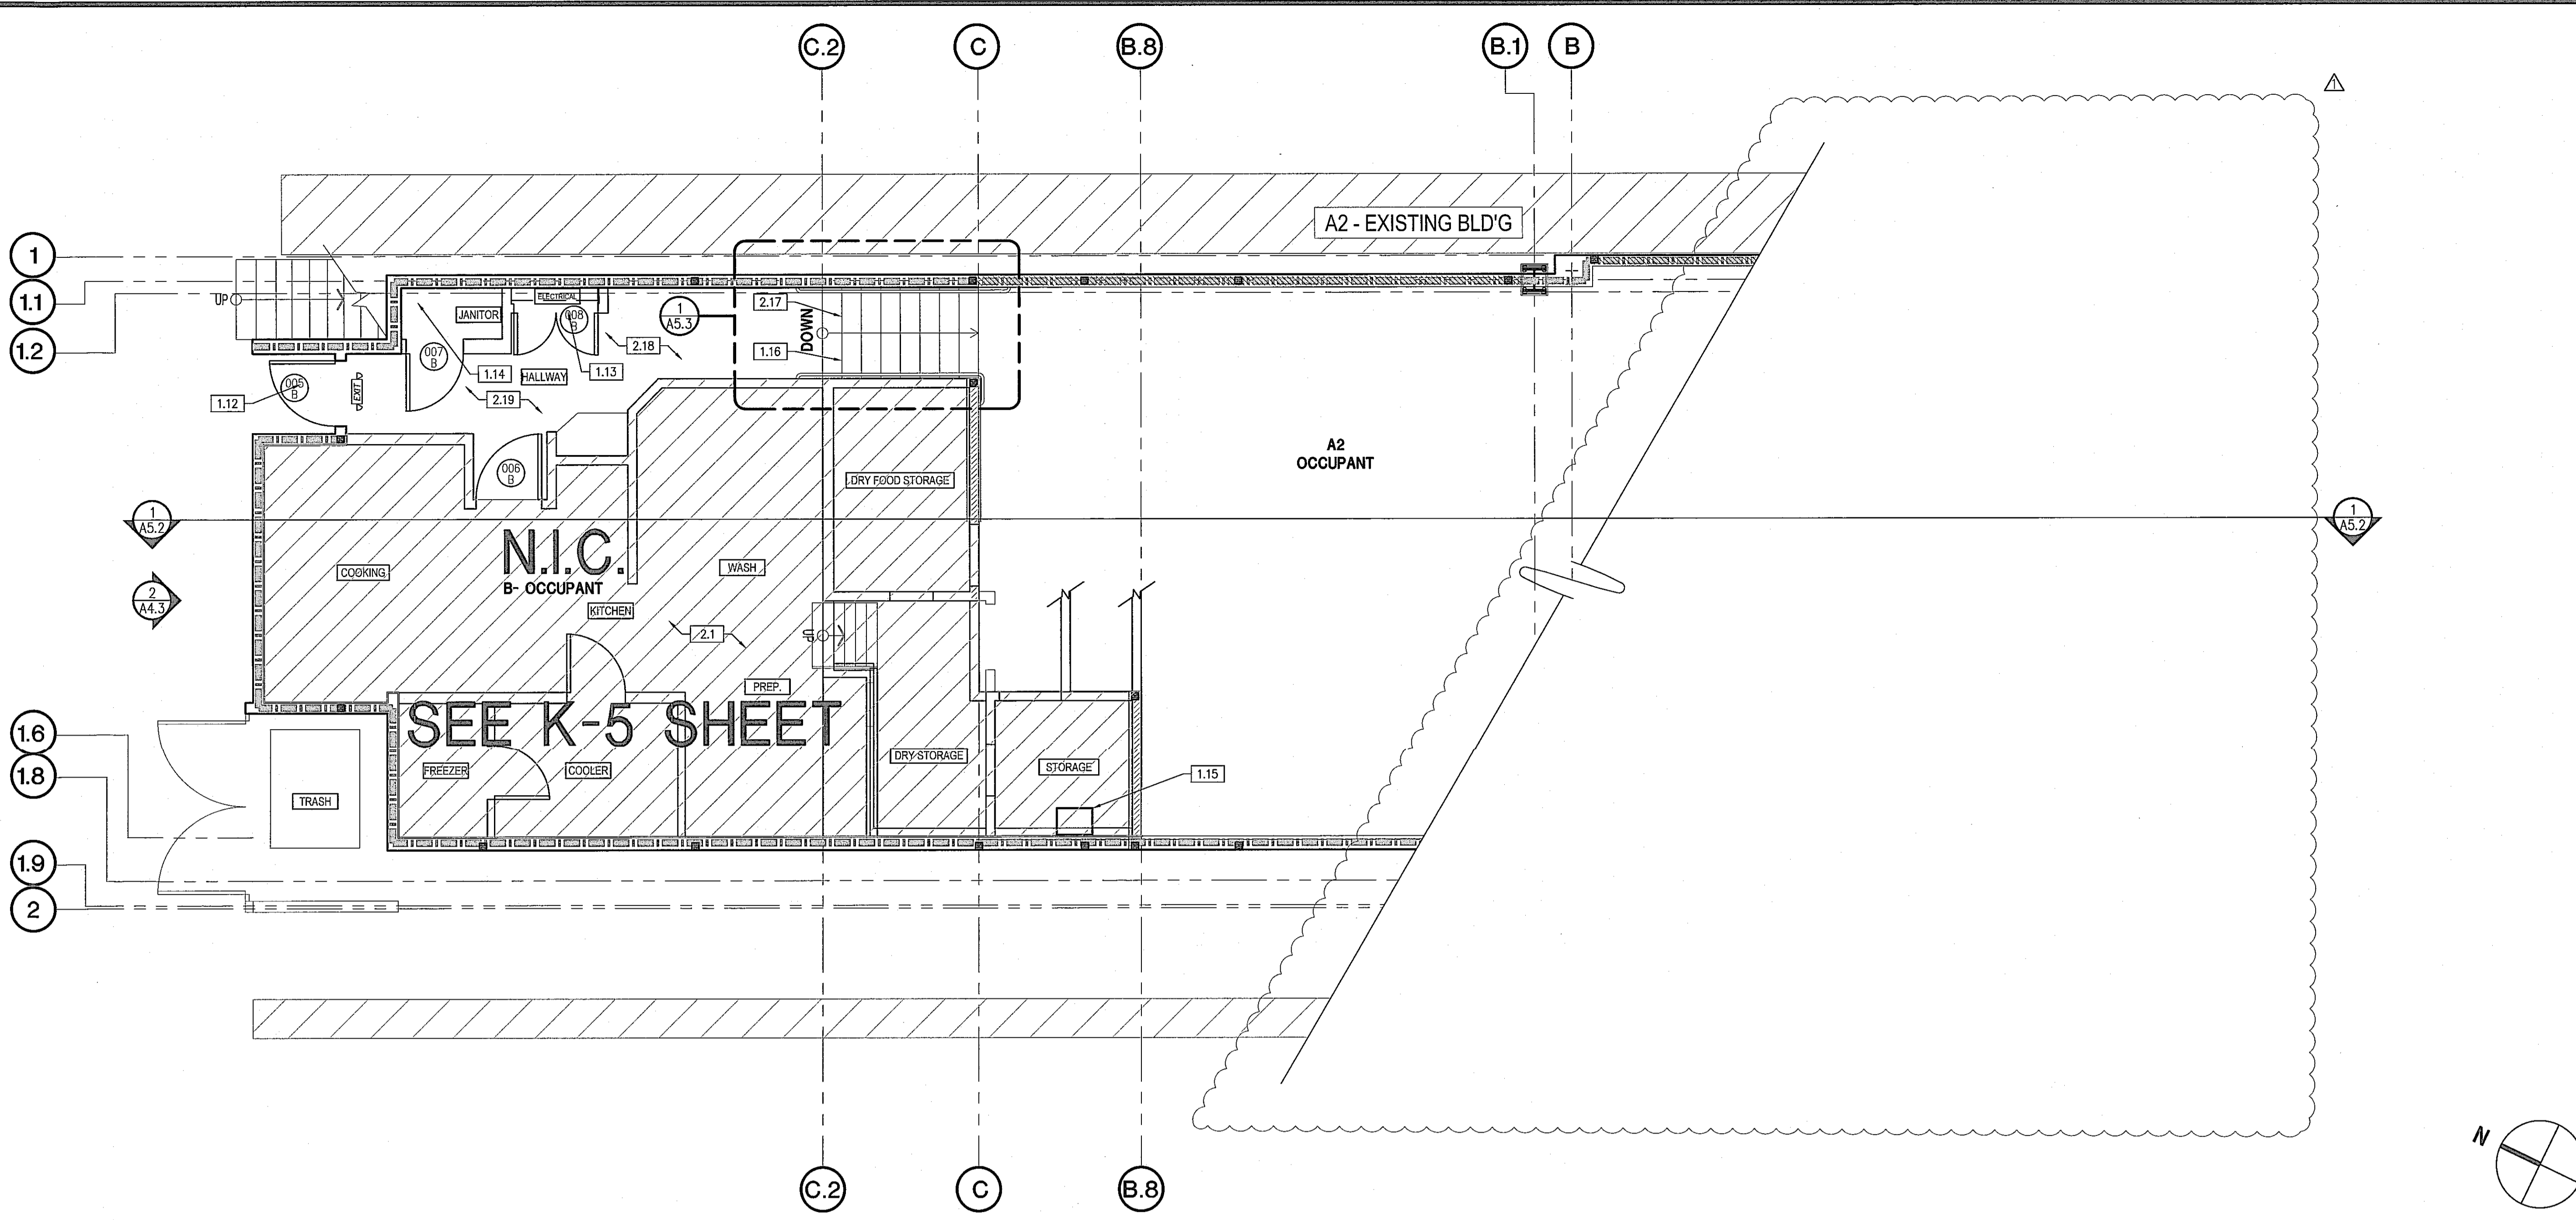 C.2
C
B.8
B.1
B
1
A2 - EXISTING BLD'G
1
1.1
1.2
UP
JANITOR
ELECTRICAL
008
B
1
A5.3
2.17
DOWN
1.16
2.18
007
B
1.14
HALLWAY
1.13
005
B
EXIT
1.12
2.19
006
B
DRY FOOD STORAGE
A2
OCCUPANT
1
A5.2
1
A5.2
N.I.C.
B- OCCUPANT
COOKING
WASH
2
A4.3
KITCHEN
2.1
UP
PREP.
SEE K-5 SHEET
1.6
1.8
FREEZER
COOLER
DRY STORAGE
STORAGE
1.15
TRASH
1.9
2
N
C.2
C
B.8